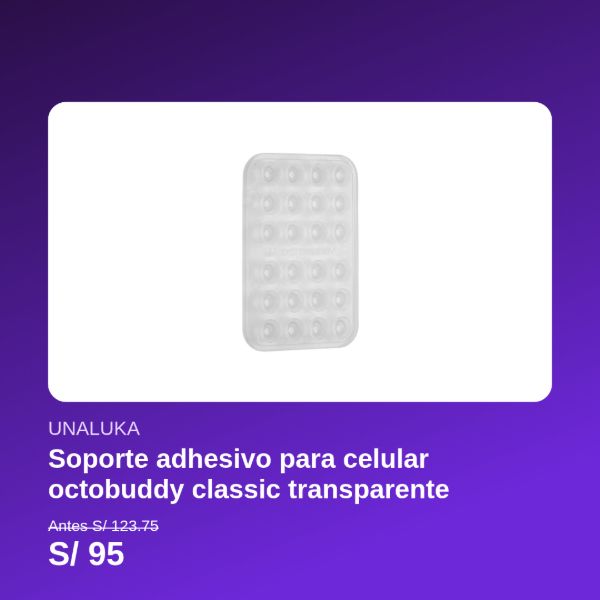 UNALUKA
Soporte adhesivo para celular
octobuddy classic transparente
Antes S/ 123.75
S/ 95